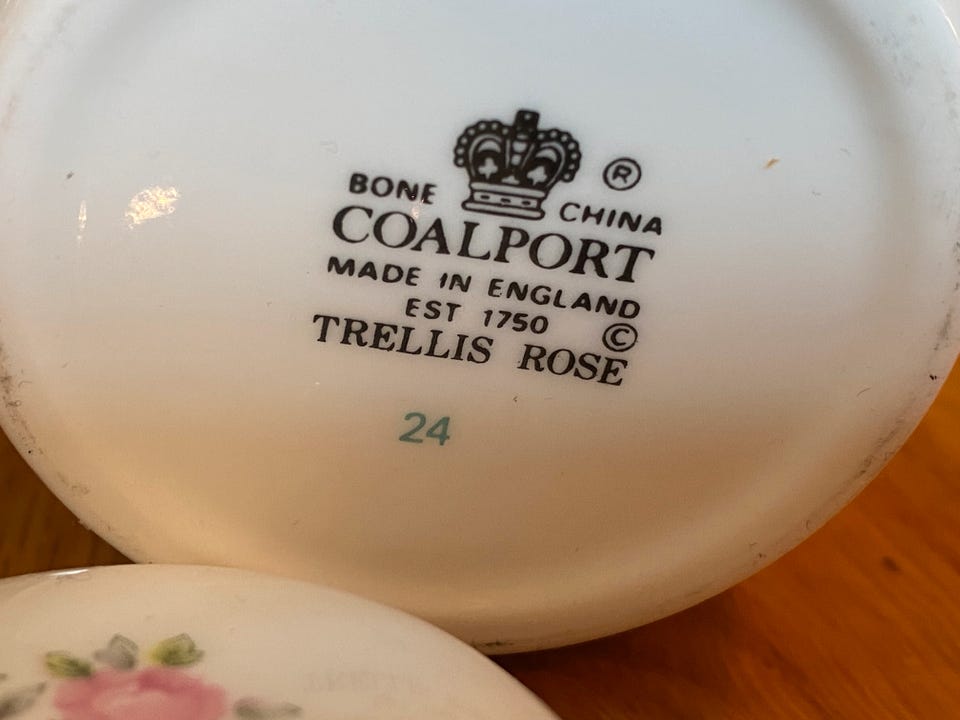 BONE CHINA ®
COALPORT
MADE IN ENGLAND
EST 1750 ©
TRELLIS ROSE
24